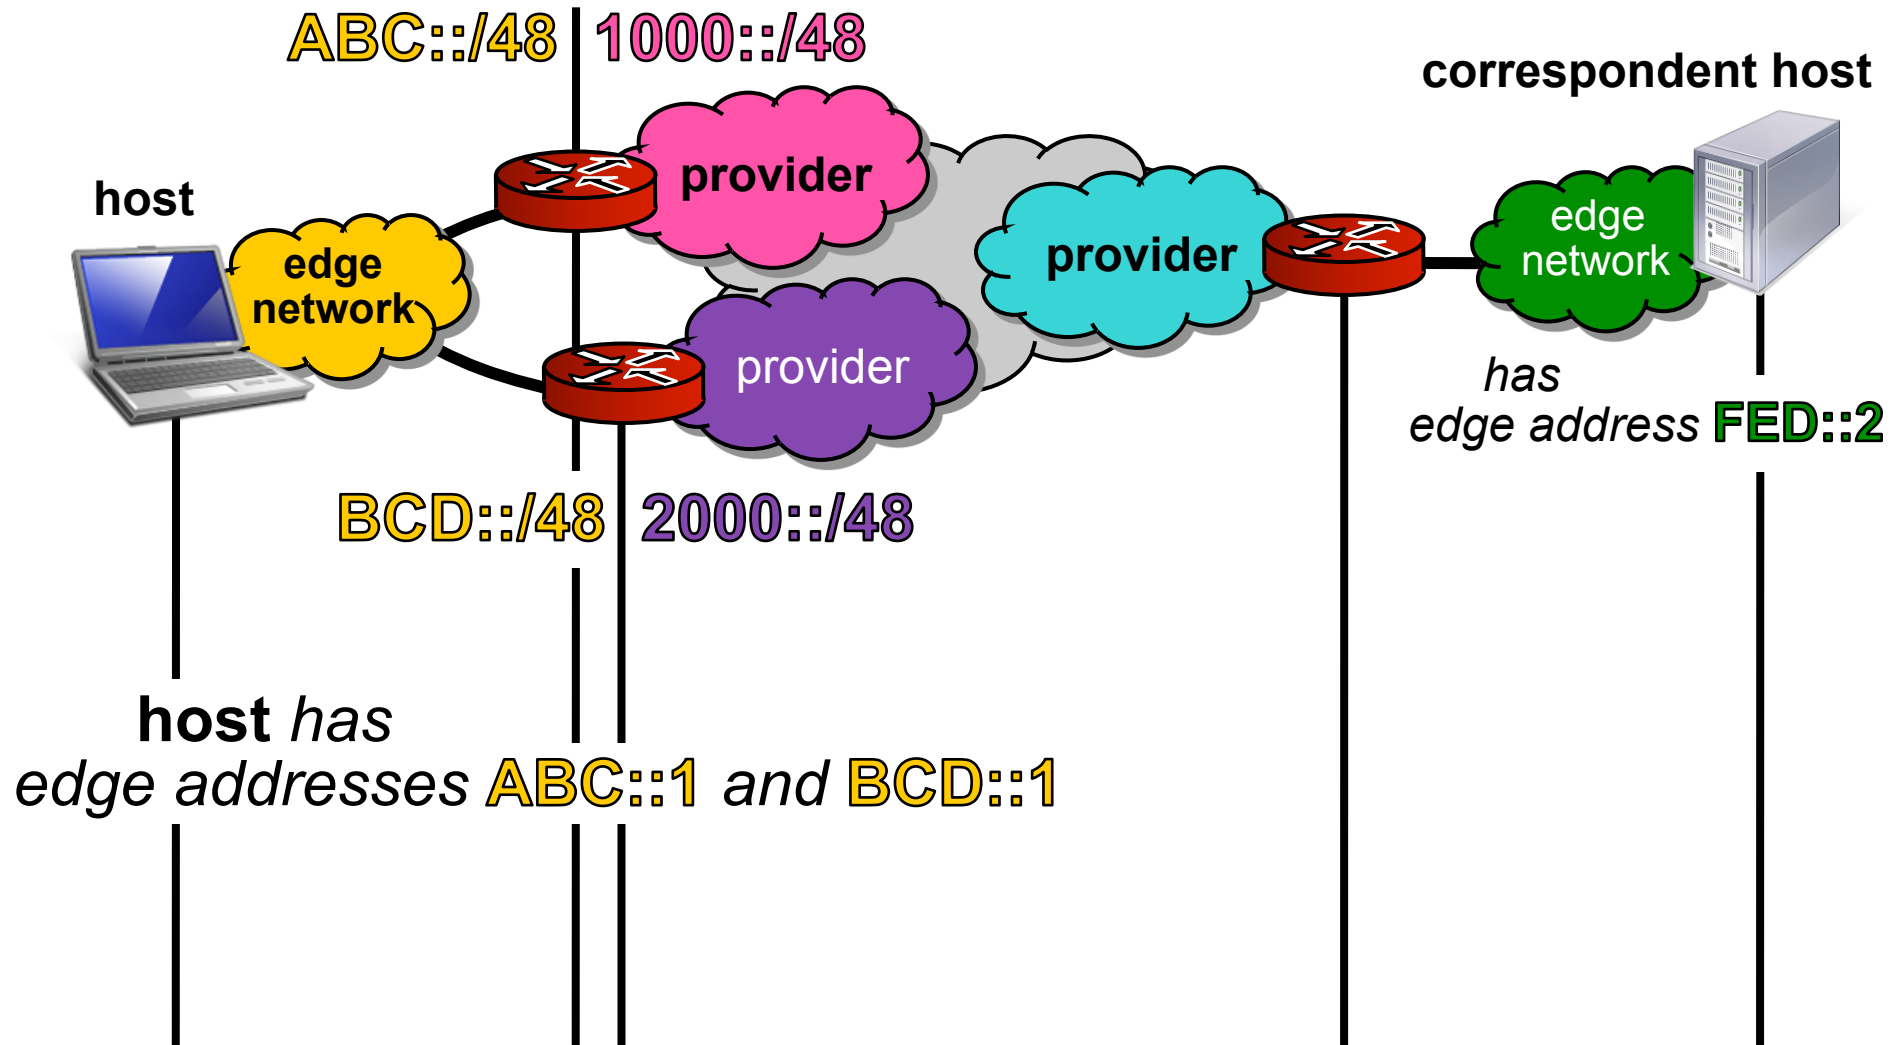 ABC::/48 1000::/48
correspondent host
host
provider
edge
network
provider
edge
network
provider
has
edge address FED::2
BCD::/48 2000::/48
host has
edge addresses ABC::1 and BCD::1